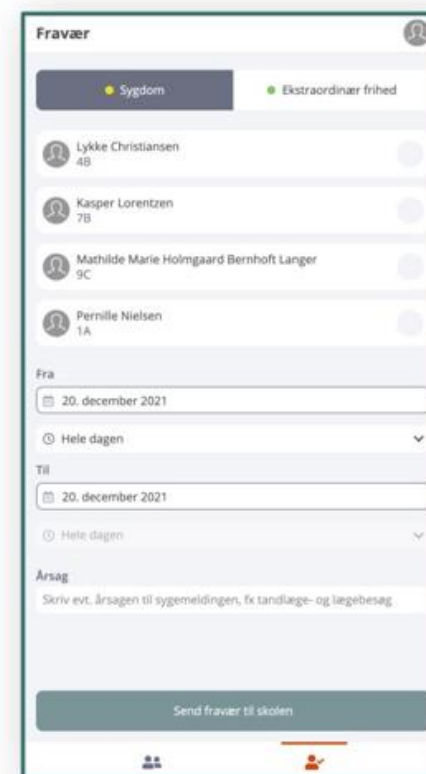 Fravær
Sygdom
Ekstraordinær frihed
Lykke Christiansen
4B
Kasper Lorentzen
7B
Mathilde Marie Holmgaard Bernhoft Langer
9C
Pernille Nielsen
1A
Fra
20. december 2021
Hele dagen
Til
20. december 2021
Hele dagen
Årsag
Skriv evt. årsagen til sygemeldingen, fx tandlæge- og lægebesøg
Send fravær til skolen